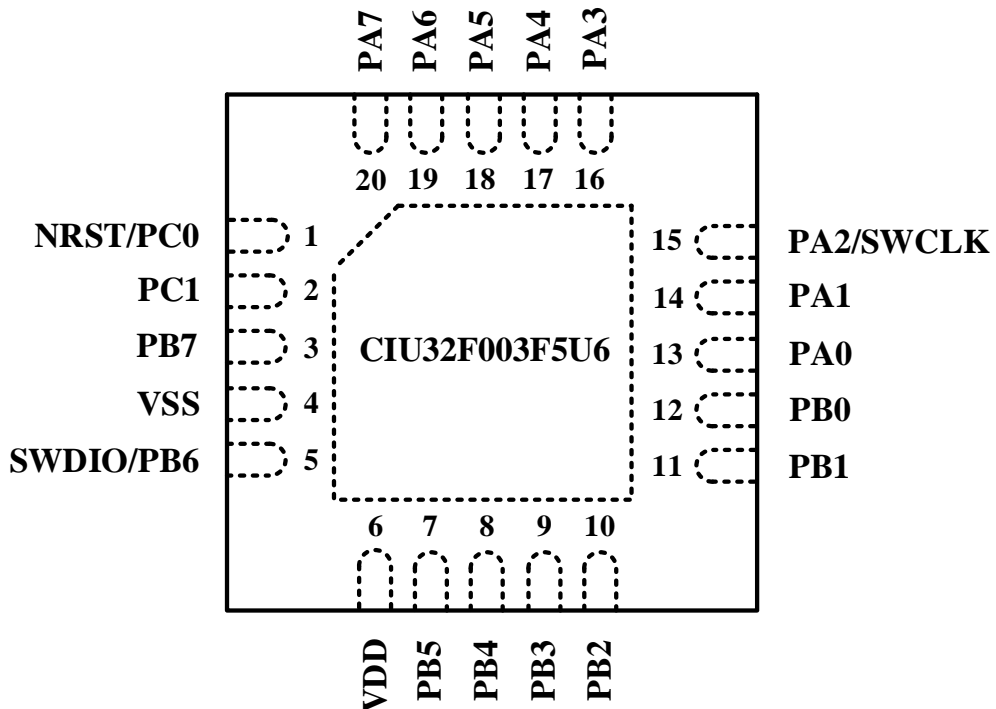 PA7 PA6 PA5 PA4 PA3
20 19 18 17 16
NRST/PC0 1 15 PA2/SWCLK
PC1 2 14 PA1
PB7 3 CIU32F003F5U6 13 PA0
VSS 4 12 PB0
SWDIO/PB6 5 11 PB1
6 7 8 9 10
VDD PB5 PB4 PB3 PB2